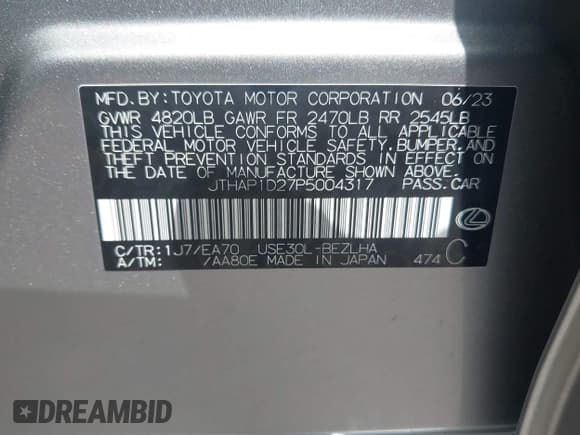 MFD.BY:TOYOTA MOTOR CORPORATION 06/23
GVWR 4820LB GAWR FR 2470LB RR 2545LB
THIS VEHICLE CONFORMS TO ALL APPLICABLE
FEDERAL MOTOR VEHICLE SAFETY,BUMPER,AND
THEFT PREVENTION STANDARDS IN EFFECT ON
THE DATE OF MANUFACTURE SHOWN ABOVE.
JTHAP1D27P5004317 PASS.CAR
C/TR:1J7/EA70 USE30L-BEZLHA
A/TM: /AA80E MADE IN JAPAN 474 C
DREAMBID